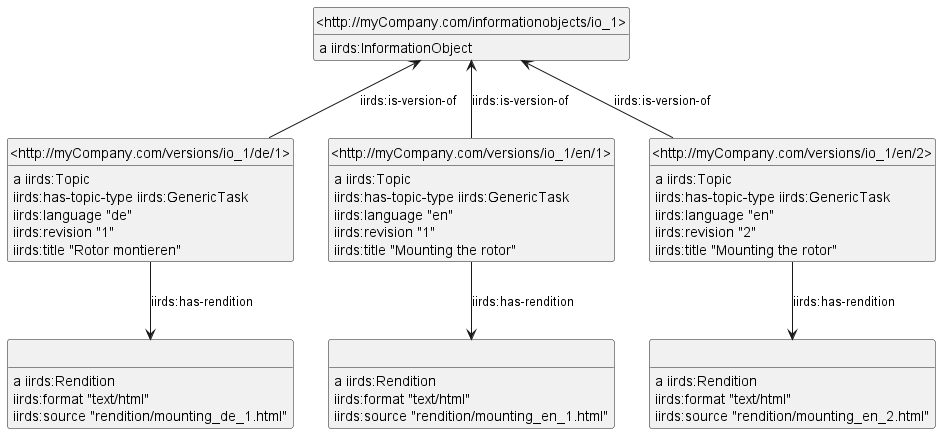 <http://myCompany.com/informationobjects/io_1>
a iirds:InformationObject
iirds:is-version-of
iirds:is-version-of
iirds:is-version-of
<http://myCompany.com/versions/io_1/de/1>
a iirds:Topic
iirds:has-topic-type iirds:GenericTask
iirds:language "de"
iirds:revision "1"
iirds:title "Rotor montieren"
<http://myCompany.com/versions/io_1/en/1>
a iirds:Topic
iirds:has-topic-type iirds:GenericTask
iirds:language "en"
iirds:revision "1"
iirds:title "Mounting the rotor"
<http://myCompany.com/versions/io_1/en/2>
a iirds:Topic
iirds:has-topic-type iirds:GenericTask
iirds:language "en"
iirds:revision "2"
iirds:title "Mounting the rotor"
iirds:has-rendition
iirds:has-rendition
iirds:has-rendition
a iirds:Rendition
iirds:format "text/html"
iirds:source "rendition/mounting_de_1.html"
a iirds:Rendition
iirds:format "text/html"
iirds:source "rendition/mounting_en_1.html"
a iirds:Rendition
iirds:format "text/html"
iirds:source "rendition/mounting_en_2.html"